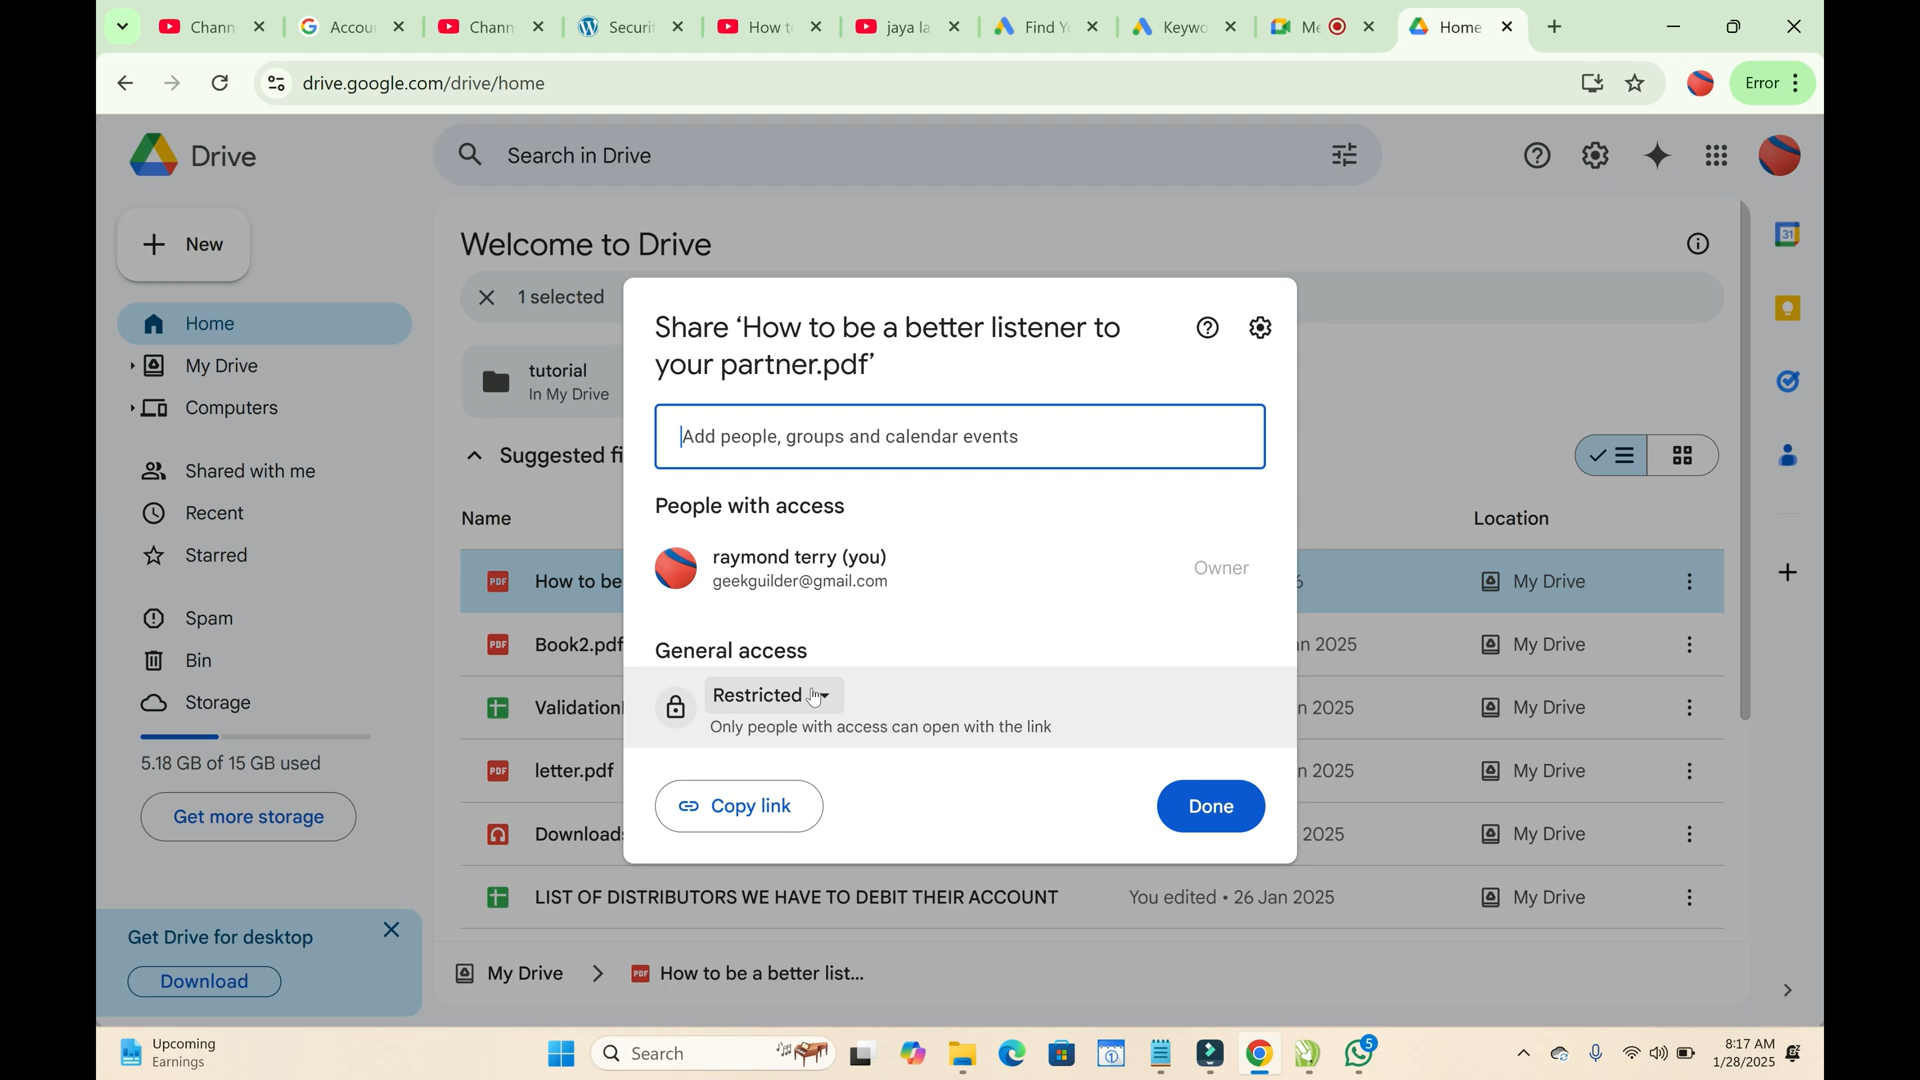 Chann
Accou
Chann
Securit
How to
jaya la
Find Y
Keywo
Me
Home
drive.google.com/drive/home
Error
Drive
Search in Drive
New
Welcome to Drive
1 selected
Home
My Drive
Computers
Shared with me
Recent
Starred
Spam
Bin
Storage
5.18 GB of 15 GB used
Get more storage
Get Drive for desktop
Download
tutorial
In My Drive
Suggested fi
Name
Location
How to be
My Drive
Book2.pdf
n 2025
My Drive
Validation
n 2025
My Drive
letter.pdf
n 2025
My Drive
Downloads
2025
My Drive
LIST OF DISTRIBUTORS WE HAVE TO DEBIT THEIR ACCOUNT
You edited • 26 Jan 2025
My Drive
My Drive
How to be a better list...
Share ‘How to be a better listener to
your partner.pdf’
Add people, groups and calendar events
People with access
raymond terry (you)
geekguilder@gmail.com
Owner
General access
Restricted
Only people with access can open with the link
Copy link
Done
31
Upcoming
Earnings
Search
5
8:17 AM
1/28/2025